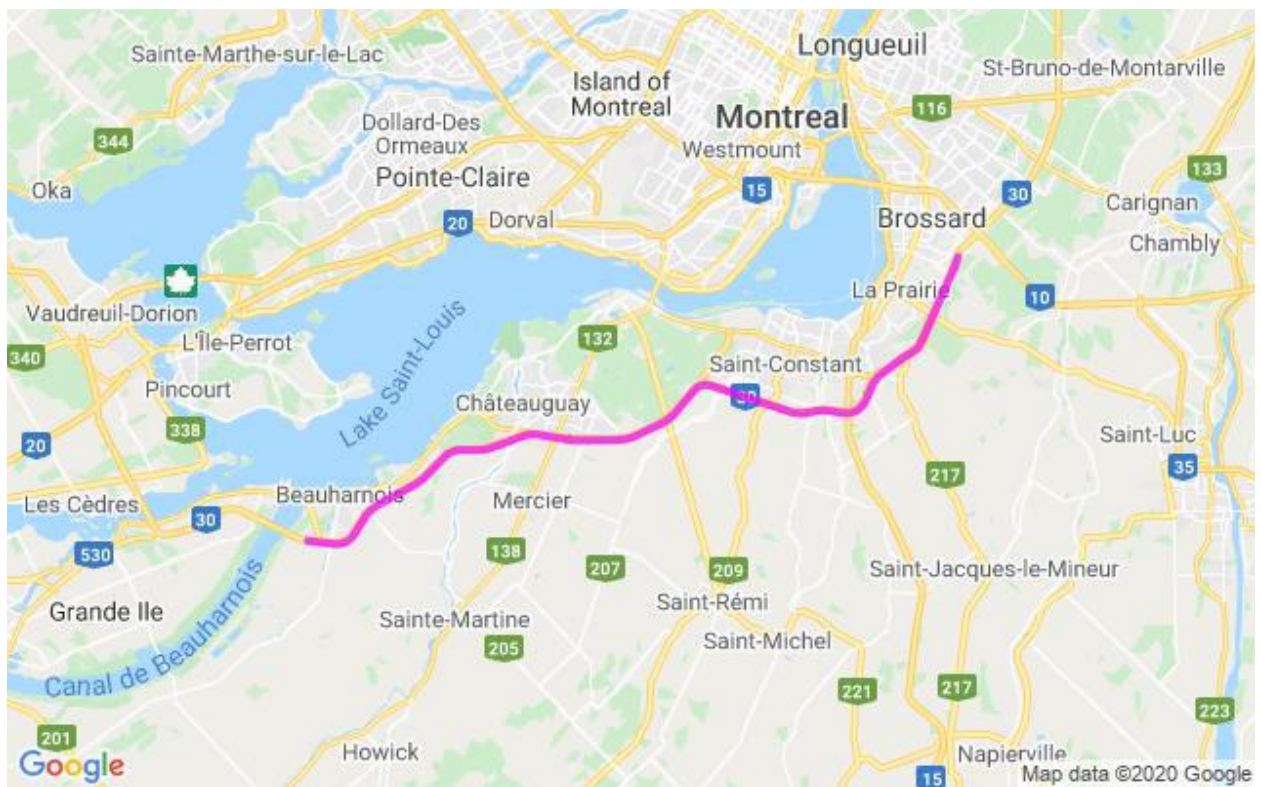 Longueuil
Sainte-Marthe-sur-le-Lac
St-Bruno-de-Montarville
Island of
Montreal
116
Montreal
Dollard-Des
Ormeaux
344
Westmount
133
Pointe-Claire
15
Oka
30
Carignan
20
Dorval
Brossard
Chambly
La Prairie
10
Vaudreuil-Dorion
L'Île-Perrot
132
340
Saint-Constant
Pincourt
Lake Saint-Louis
30
Châteauguay
338
20
Saint-Luc
35
217
Beauharnois
Mercier
Les Cèdres
30
530
138
207
209
Saint-Jacques-le-Mineur
Grande Ile
Saint-Rémi
Sainte-Martine
Saint-Michel
205
Canal de Beauharnois
221
217
223
201
Howick
Napierville
Google
15
Map data ©2020 Google